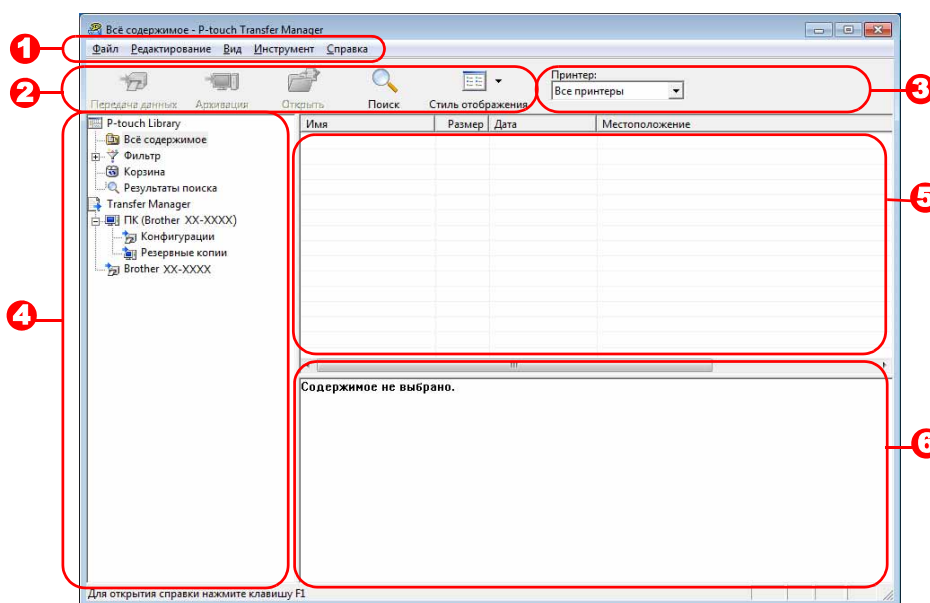 Всё содержимое - P-touch Transfer Manager
1
Файл Редактирование Вид Инструмент Справка
2
Передача данных Архивация Открыть Поиск Стиль отображения
Принтер:
Все принтеры
3
P-touch Library
Всё содержимое
Фильтр
Корзина
Результаты поиска
Transfer Manager
ПК (Brother XX-XXXX)
Конфигурации
Резервные копии
Brother XX-XXXX
4
Имя Размер Дата Местоположение
5
Содержимое не выбрано.
6
Для открытия справки нажмите клавишу F1